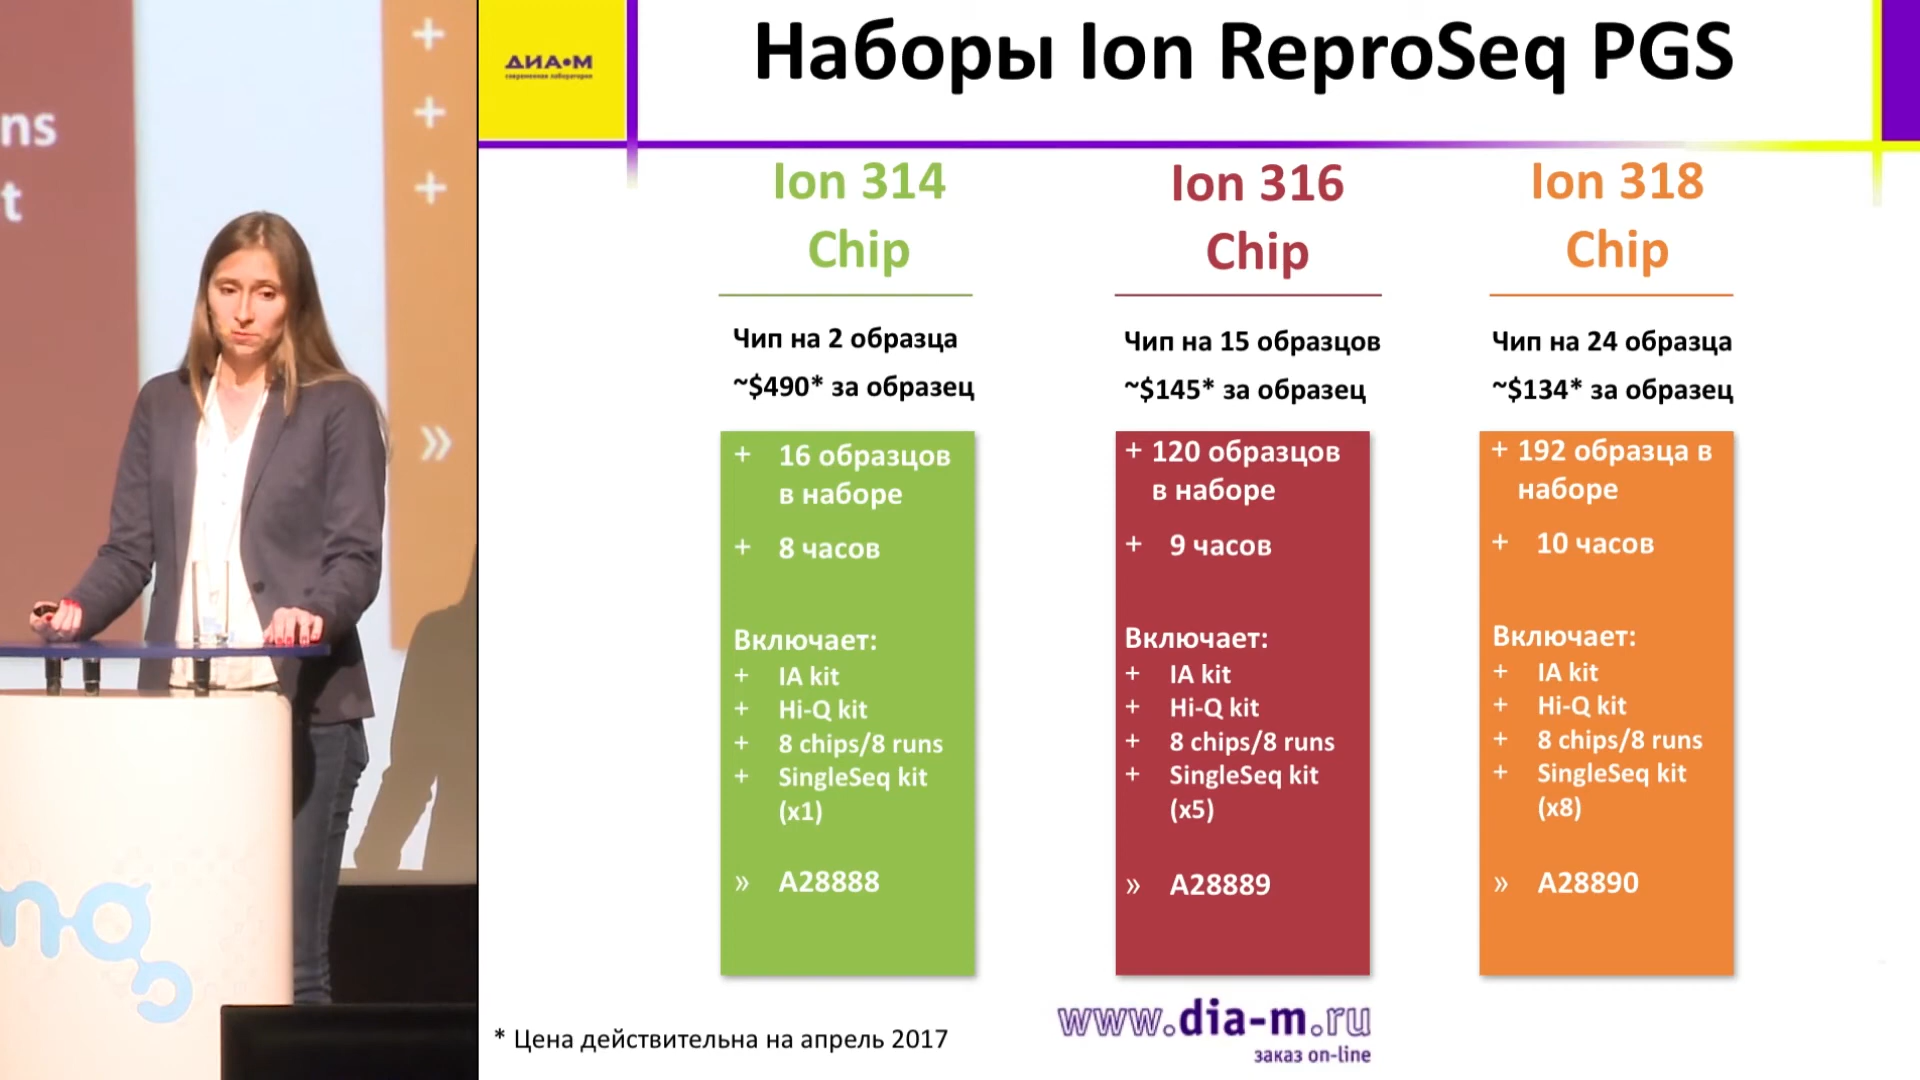 ns
t
+
+
+
»
ng
ДИА•М
современная лаборатория
Наборы Ion ReproSeq PGS
Ion 314
Chip
Чип на 2 образца
~$490* за образец
+ 16 образцов
в наборе
+ 8 часов
Включает:
+ IA kit
+ Hi-Q kit
+ 8 chips/8 runs
+ SingleSeq kit
(x1)
» A28888
Ion 316
Chip
Чип на 15 образцов
~$145* за образец
+ 120 образцов
в наборе
+ 9 часов
Включает:
+ IA kit
+ Hi-Q kit
+ 8 chips/8 runs
+ SingleSeq kit
(x5)
» A28889
Ion 318
Chip
Чип на 24 образца
~$134* за образец
+ 192 образца в
наборе
+ 10 часов
Включает:
+ IA kit
+ Hi-Q kit
+ 8 chips/8 runs
+ SingleSeq kit
(x8)
» A28890
* Цена действительна на апрель 2017
www.dia-m.ru
заказ on-line